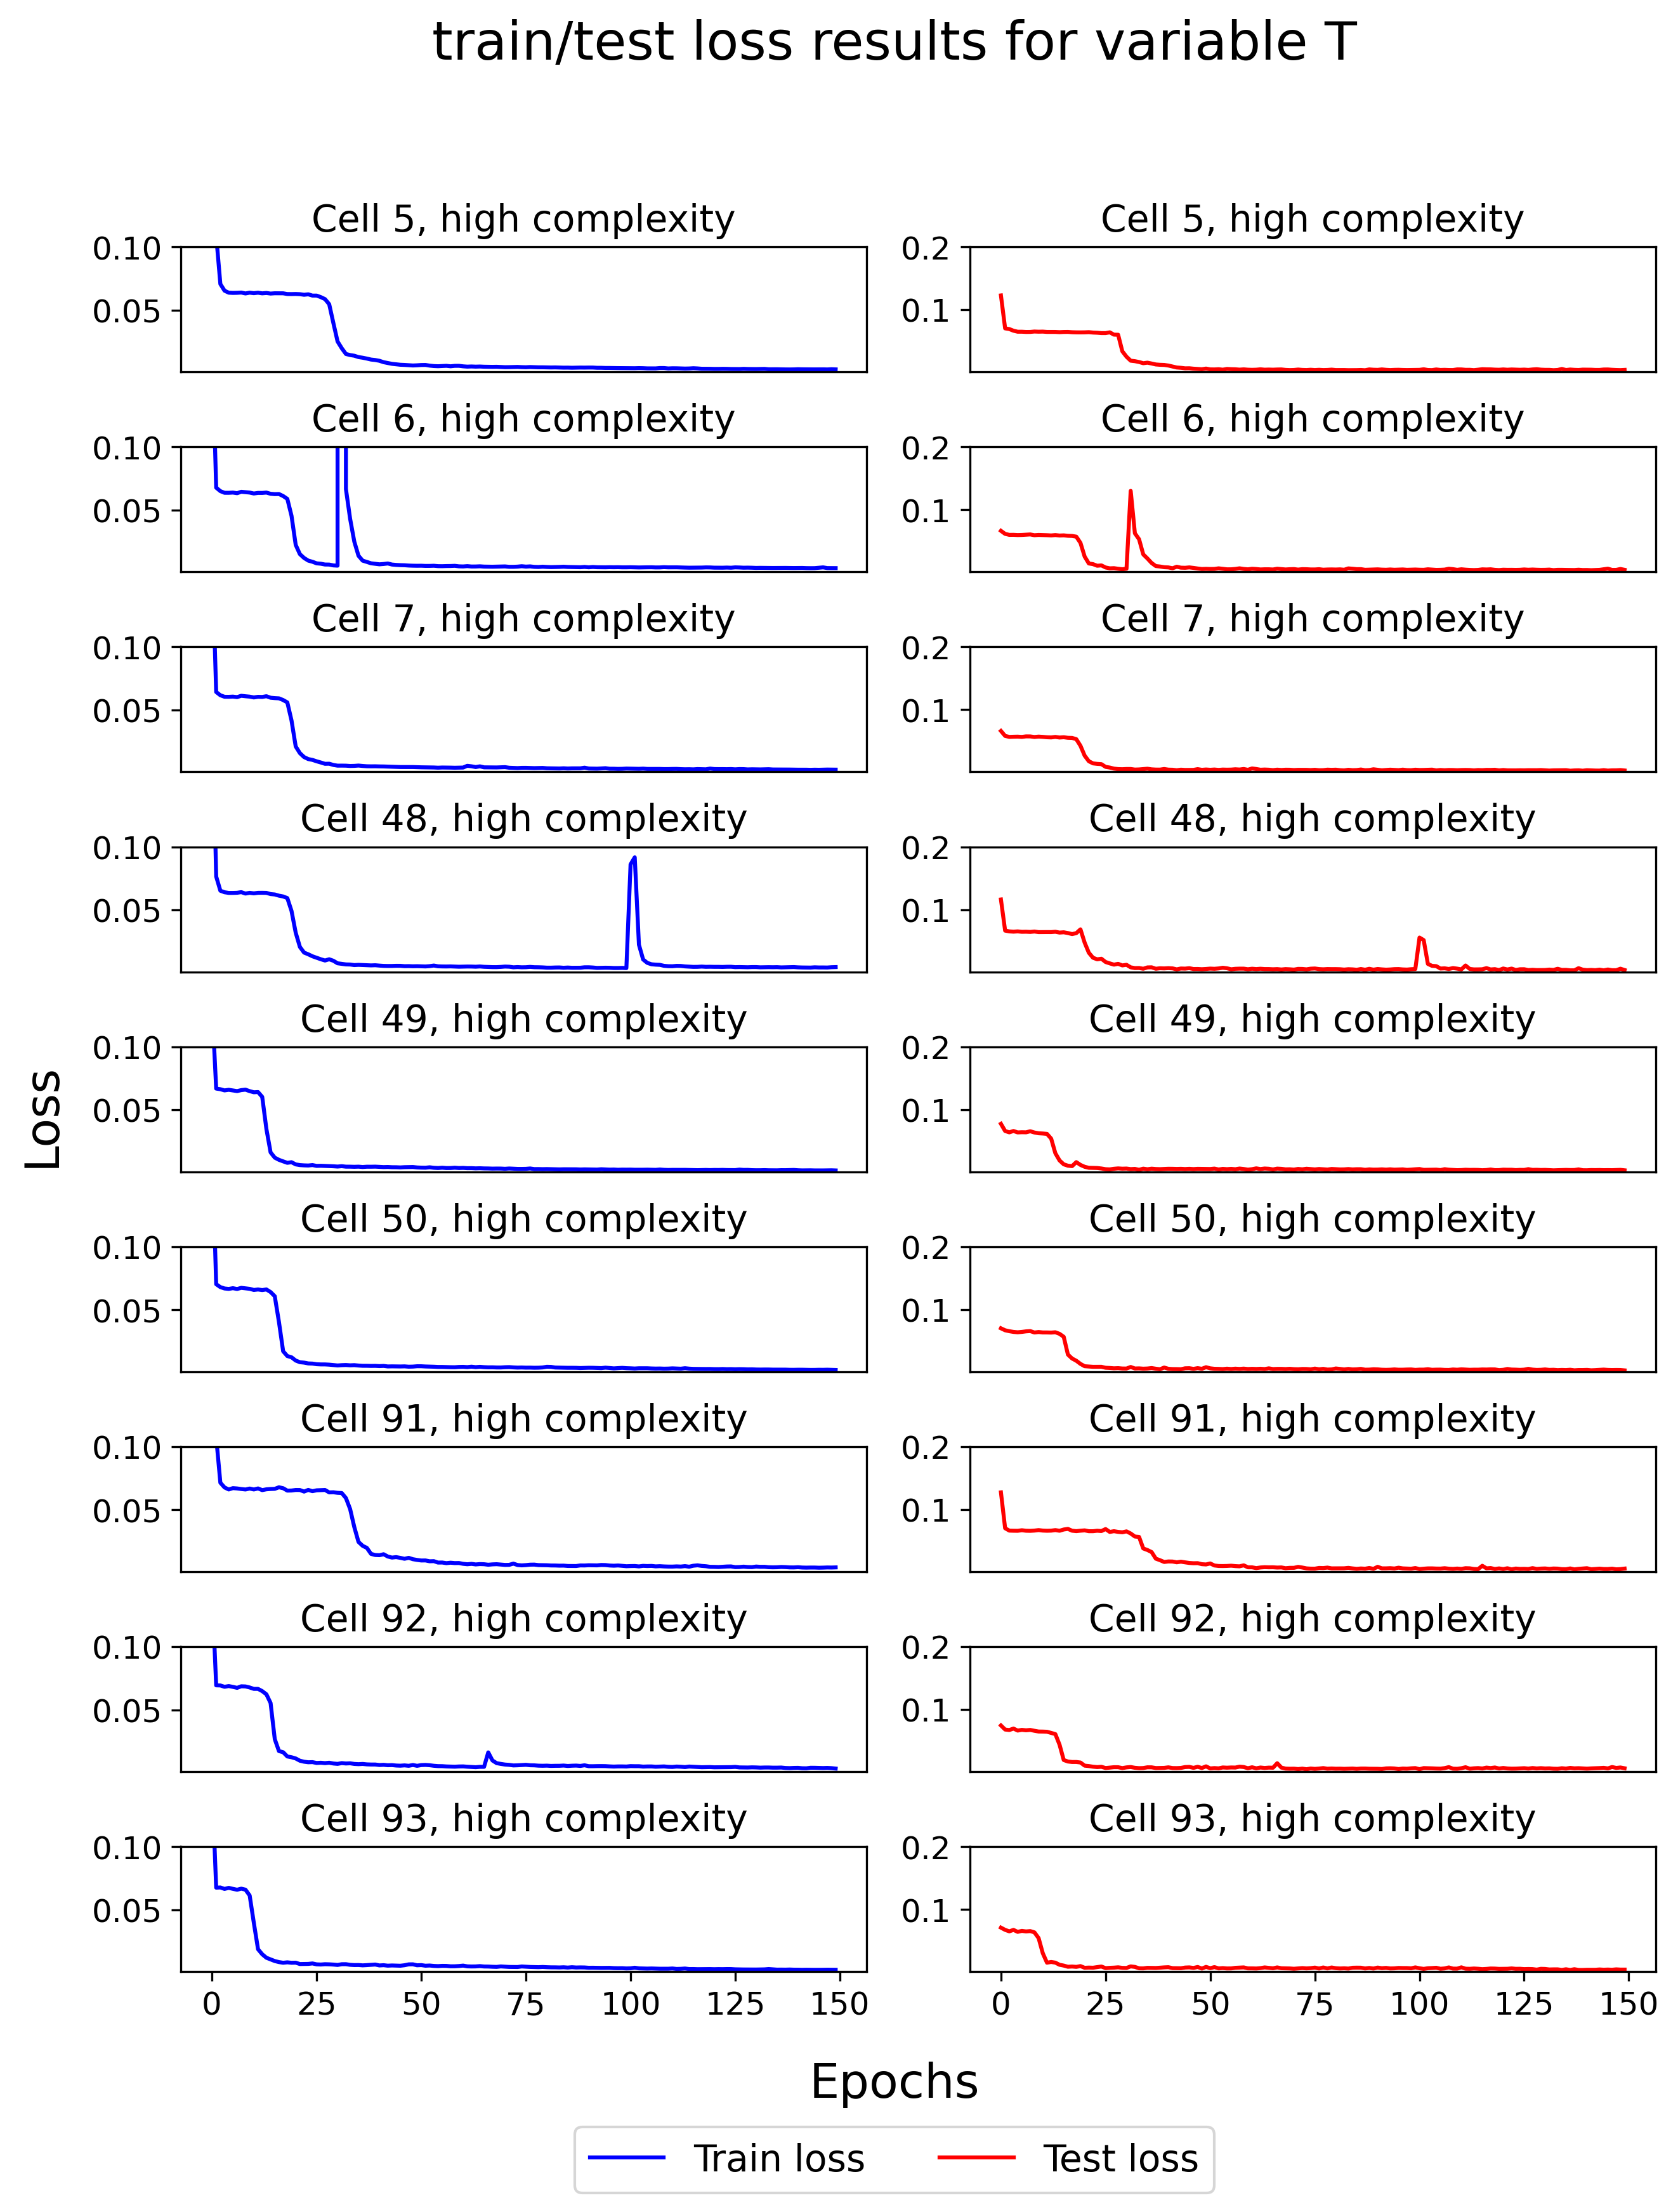 train/test loss results for variable T
Cell 5, high complexity
0.10
0.05
Cell 5, high complexity
0.2
0.1
Cell 6, high complexity
0.10
0.05
Cell 6, high complexity
0.2
0.1
Cell 7, high complexity
0.10
0.05
Cell 7, high complexity
0.2
0.1
Cell 48, high complexity
0.10
0.05
Cell 48, high complexity
0.2
0.1
Cell 49, high complexity
0.10
0.05
Cell 49, high complexity
0.2
0.1
Loss
Cell 50, high complexity
0.10
0.05
Cell 50, high complexity
0.2
0.1
Cell 91, high complexity
0.10
0.05
Cell 91, high complexity
0.2
0.1
Cell 92, high complexity
0.10
0.05
Cell 92, high complexity
0.2
0.1
Cell 93, high complexity
0.10
0.05
0 25 50 75 100 125 150
Cell 93, high complexity
0.2
0.1
0 25 50 75 100 125 150
Epochs
Train loss Test loss